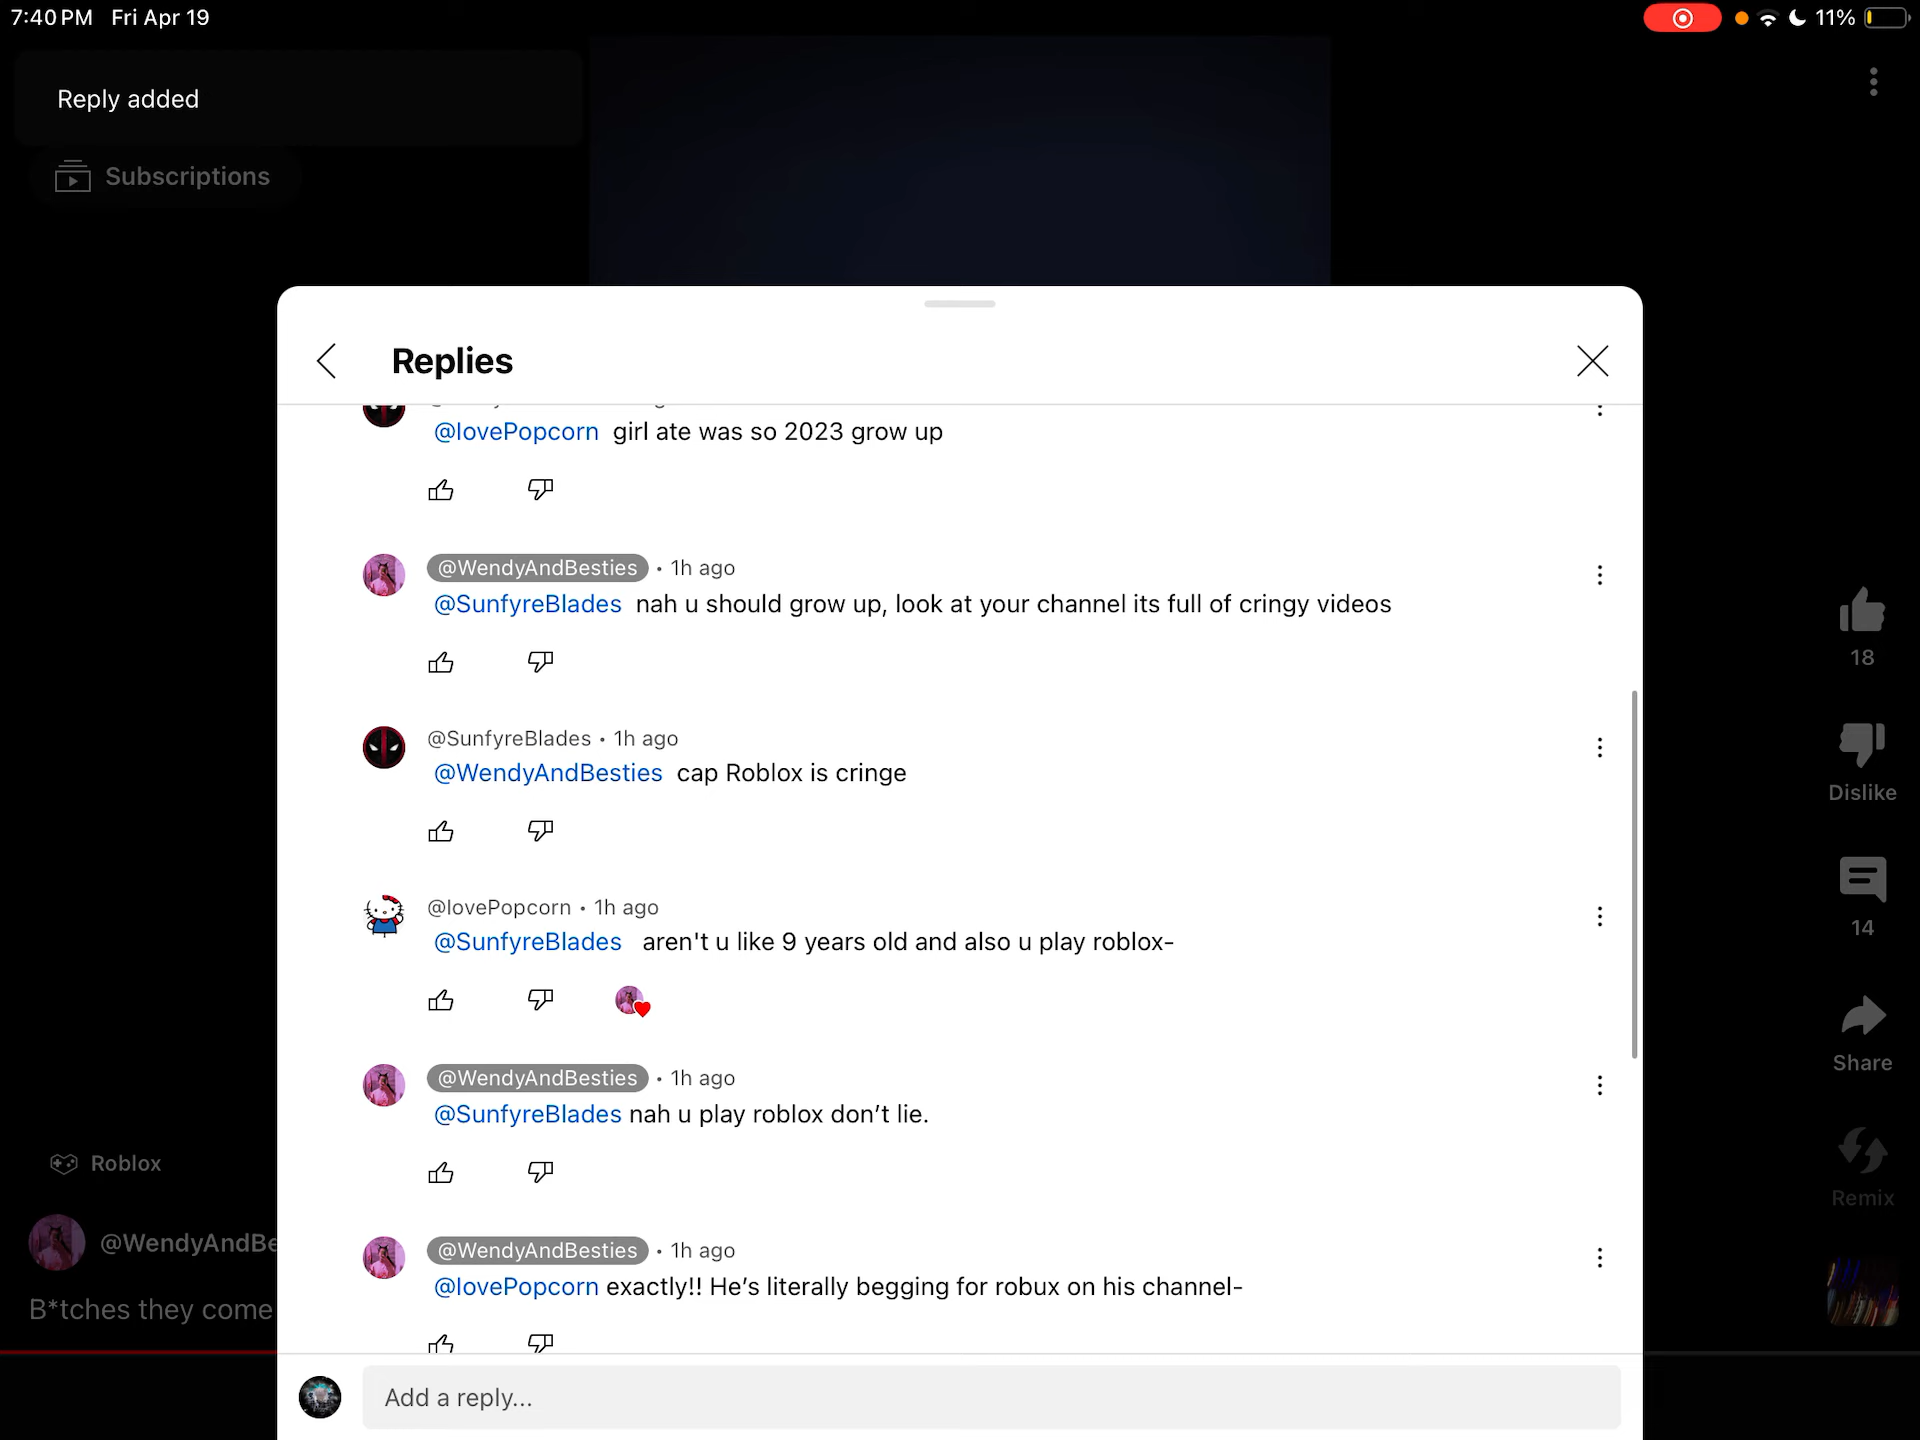 7:40 PM Fri Apr 19
11%
Reply added
Subscriptions
Replies
@lovePopcorn girl ate was so 2023 grow up
@WendyAndBesties • 1h ago
@SunfyreBlades nah u should grow up, look at your channel its full of cringy videos
@SunfyreBlades • 1h ago
@WendyAndBesties cap Roblox is cringe
@lovePopcorn • 1h ago
@SunfyreBlades aren't u like 9 years old and also u play roblox-
@WendyAndBesties • 1h ago
@SunfyreBlades nah u play roblox don’t lie.
@WendyAndBesties • 1h ago
@lovePopcorn exactly!! He’s literally begging for robux on his channel-
Add a reply...
18
Dislike
14
Share
Remix
Roblox
@WendyAndBe
B*tches they come